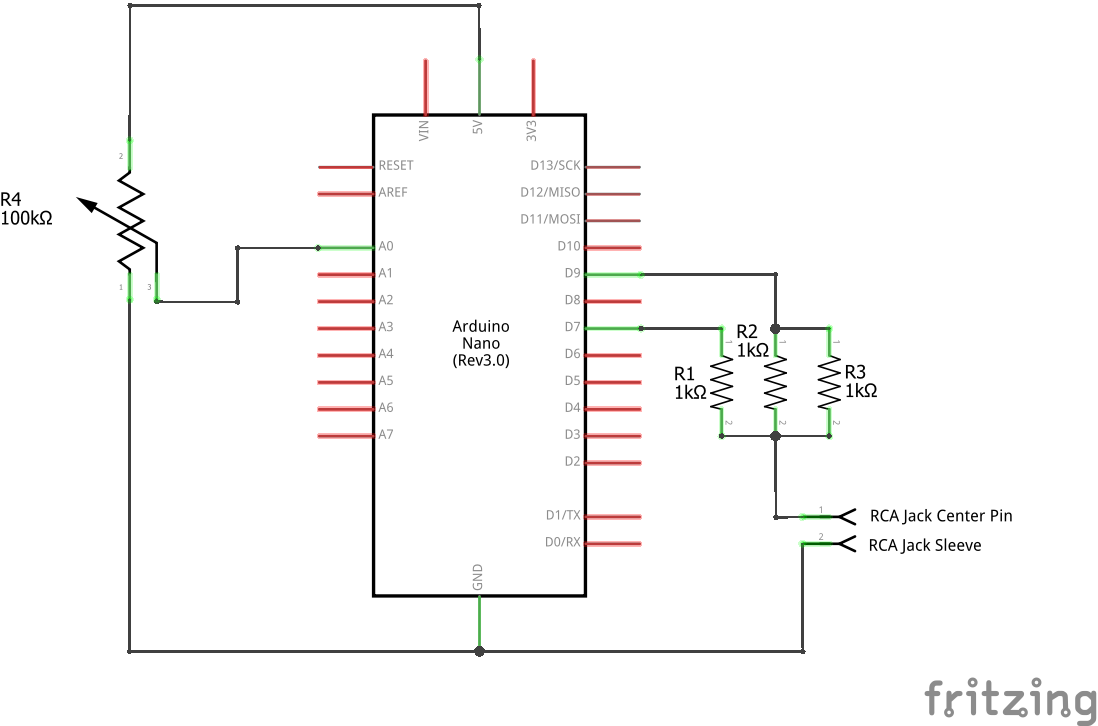 VIN
5V
3V3
RESET
AREF
A0
A1
A2
A3
A4
A5
A6
A7
D13/SCK
D12/MISO
D11/MOSI
D10
D9
D8
D7
D6
D5
D4
D3
D2
D1/TX
D0/RX
GND
Arduino
Nano
(Rev3.0)
2
R4
100kΩ
1
3
R1
1kΩ
1
2
R2
1kΩ
1
2
R3
1kΩ
1
2
1
RCA Jack Center Pin
2
RCA Jack Sleeve
fritzing